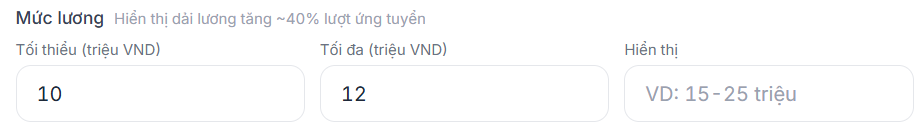 Mức lương Hiển thị dải lương tăng ~40% lượt ứng tuyển
Tối thiểu (triệu VND) Tối đa (triệu VND) Hiển thị
10 12 VD: 15-25 triệu